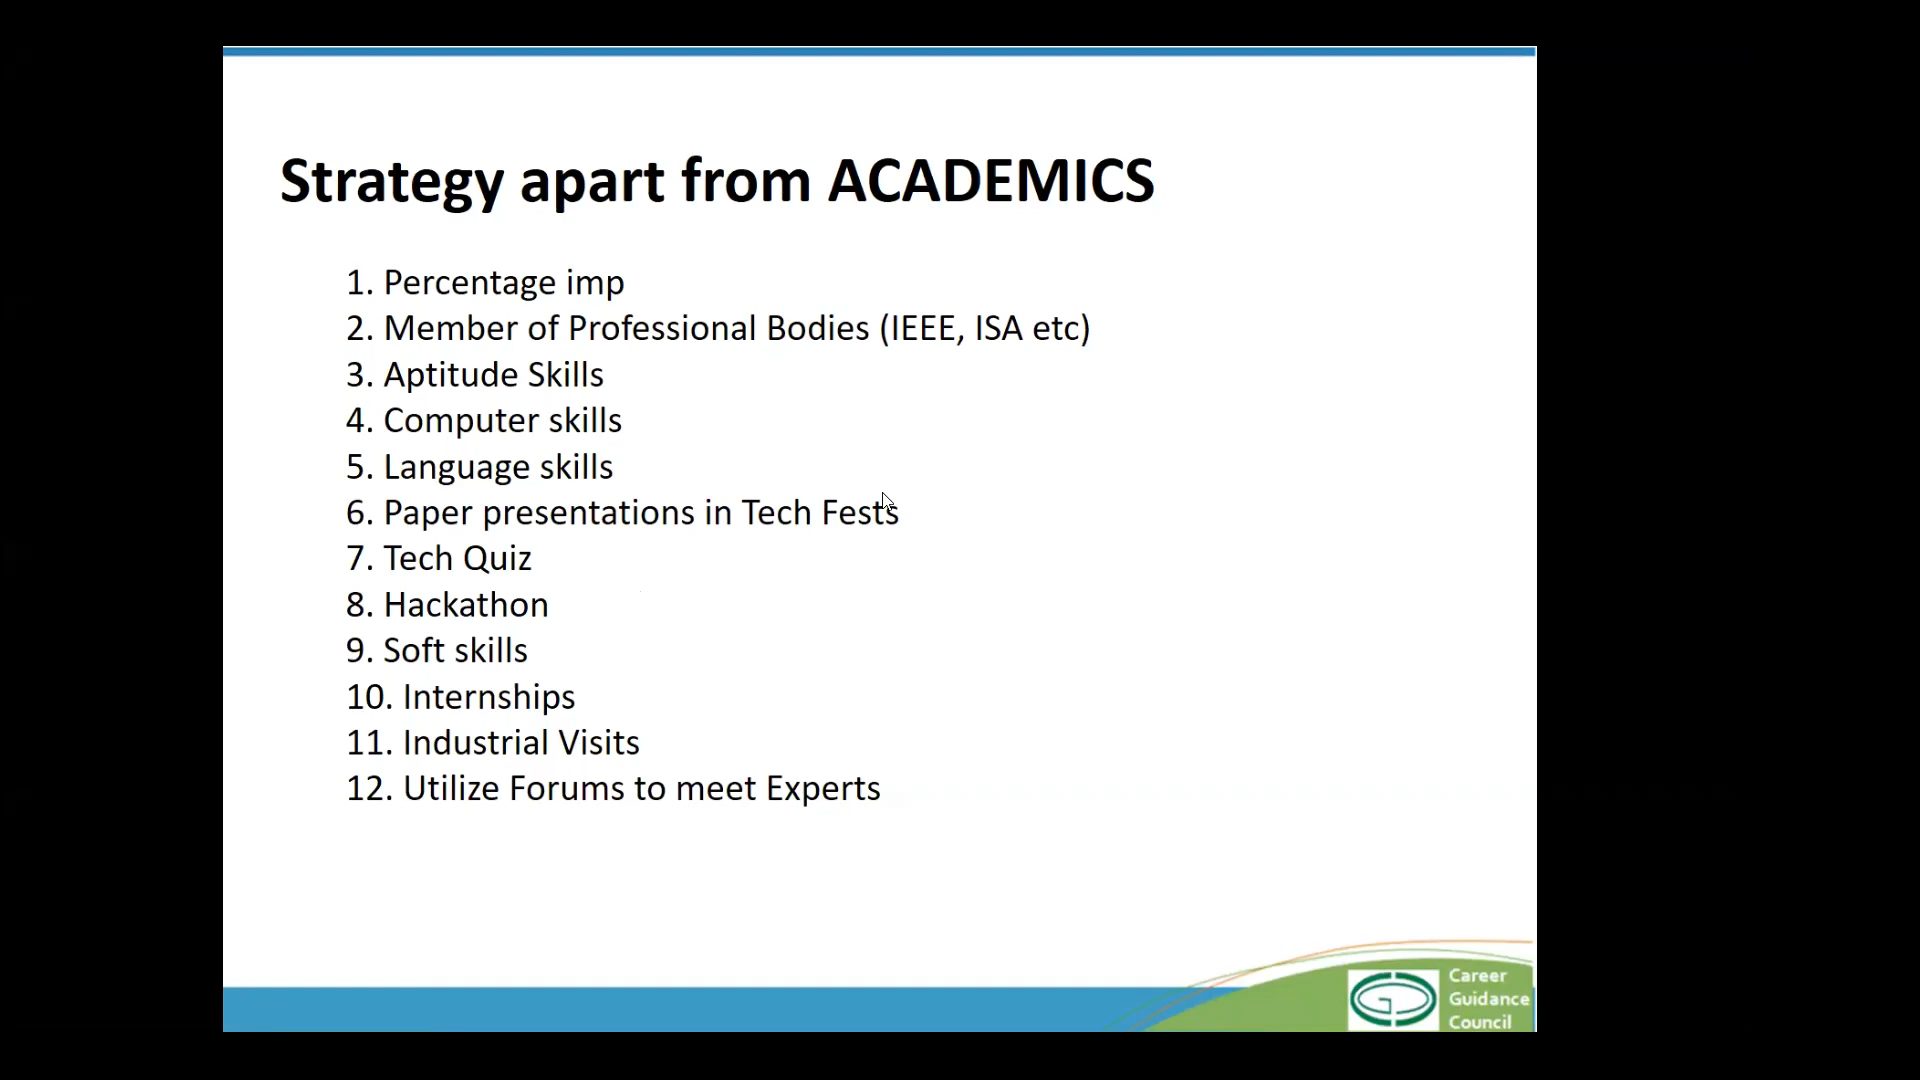 Strategy apart from ACADEMICS
1. Percentage imp
2. Member of Professional Bodies (IEEE, ISA etc)
3. Aptitude Skills
4. Computer skills
5. Language skills
6. Paper presentations in Tech Fests
7. Tech Quiz
8. Hackathon
9. Soft skills
10. Internships
11. Industrial Visits
12. Utilize Forums to meet Experts
Career
Guidance
Council